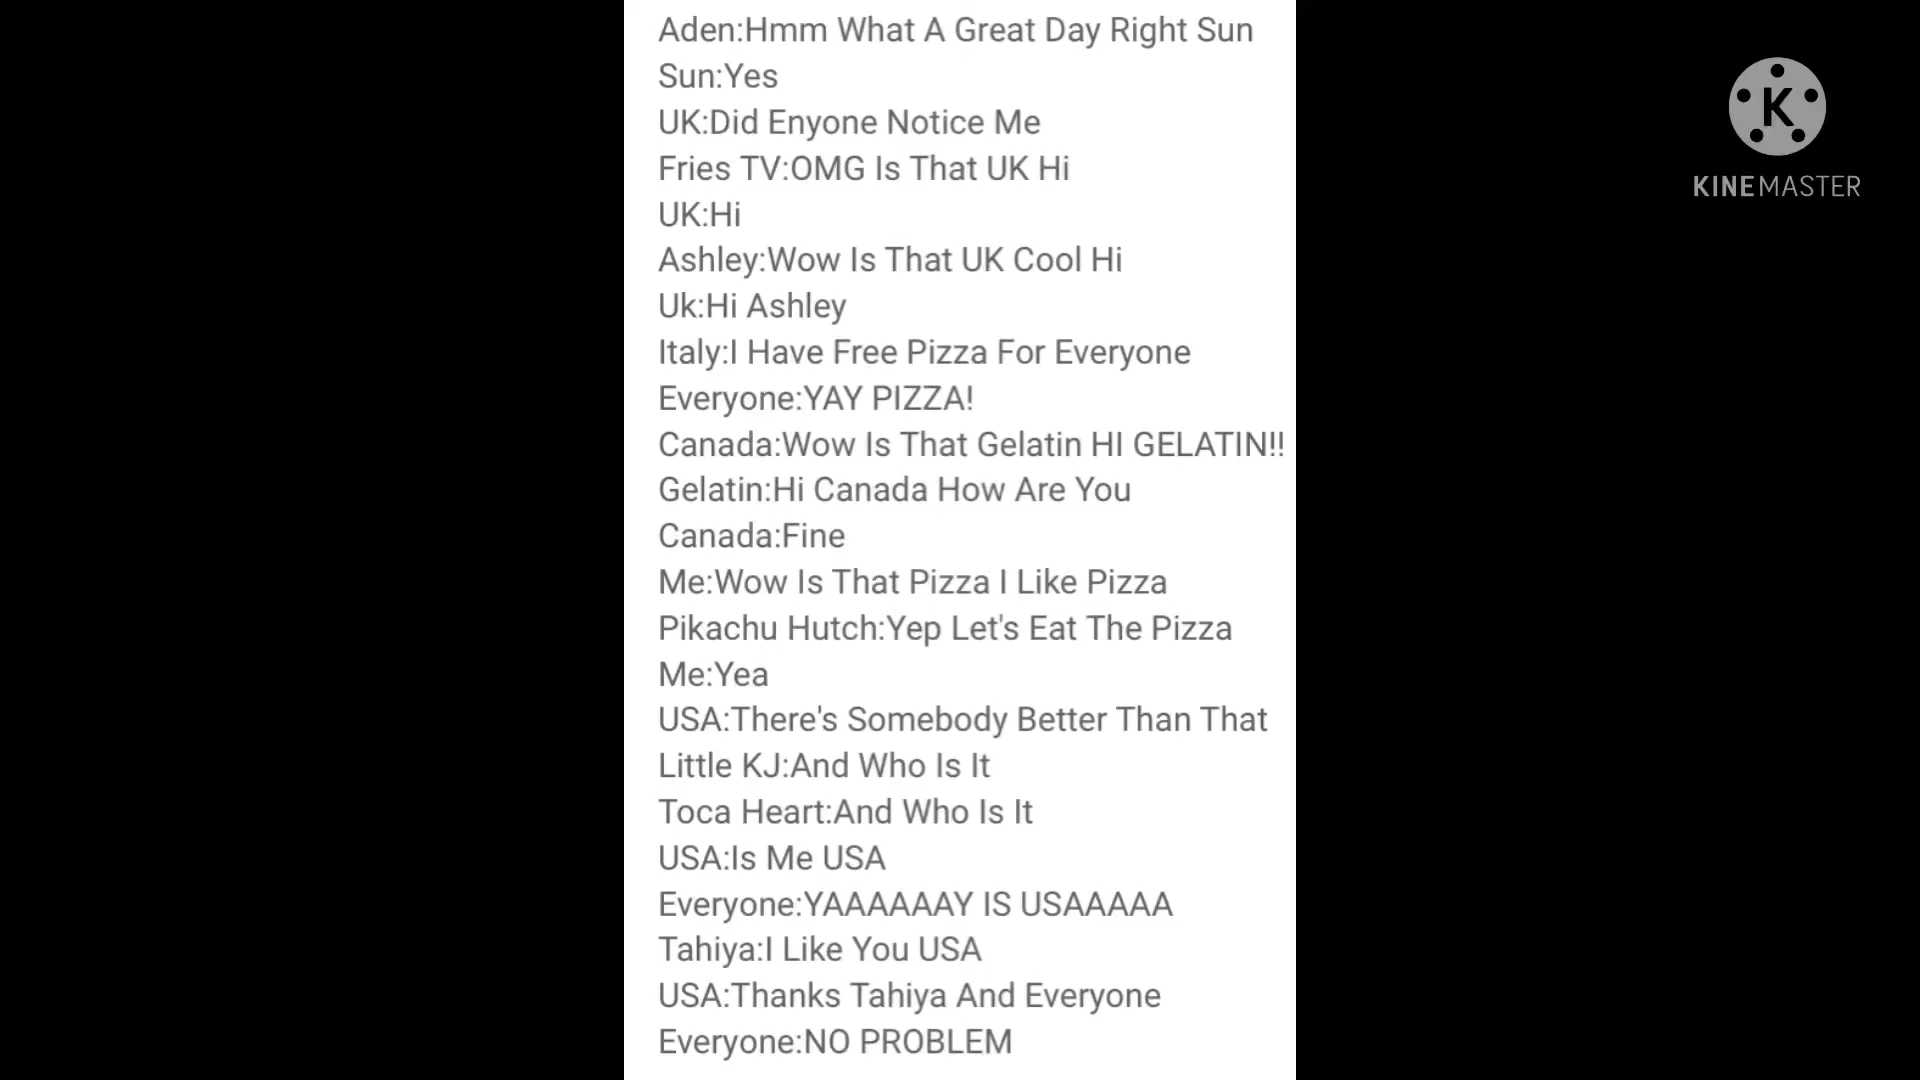 Aden:Hmm What A Great Day Right Sun
Sun:Yes
UK:Did Enyone Notice Me
Fries TV:OMG Is That UK Hi
UK:Hi
Ashley:Wow Is That UK Cool Hi
Uk:Hi Ashley
Italy:I Have Free Pizza For Everyone
Everyone:YAY PIZZA!
Canada:Wow Is That Gelatin HI GELATIN!!
Gelatin:Hi Canada How Are You
Canada:Fine
Me:Wow Is That Pizza I Like Pizza
Pikachu Hutch:Yep Let's Eat The Pizza
Me:Yea
USA:There's Somebody Better Than That
Little KJ:And Who Is It
Toca Heart:And Who Is It
USA:Is Me USA
Everyone:YAAAAAAY IS USAAAAA
Tahiya:I Like You USA
USA:Thanks Tahiya And Everyone
Everyone:NO PROBLEM
K
KINEMASTER